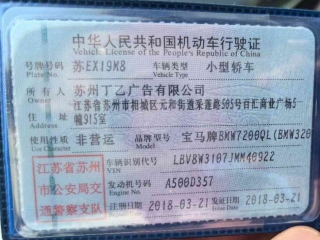 中华人民共和国机动车行驶证
Vehicle License of the People's Republic of China
号牌号码 苏EX19M8 车辆类型 小型轿车
Plate No. Vehicle Type
所有人 苏州丁乙广告有限公司
Owner
住址 江苏省苏州市相城区元和街道采莲路505号百汇商业广场5
Address 幢915室
使用性质 非营运 品牌型号 宝马牌BMW7200QL(BMW320
Use Character Model
江苏省苏州
市公安局交
通警察支队
车辆识别代号 LBV8W3107JMM40922
VIN
发动机号码 A500D357
Engine No.
注册日期 2018-03-21 发证日期 2018-03-21
Register Date Issue Date